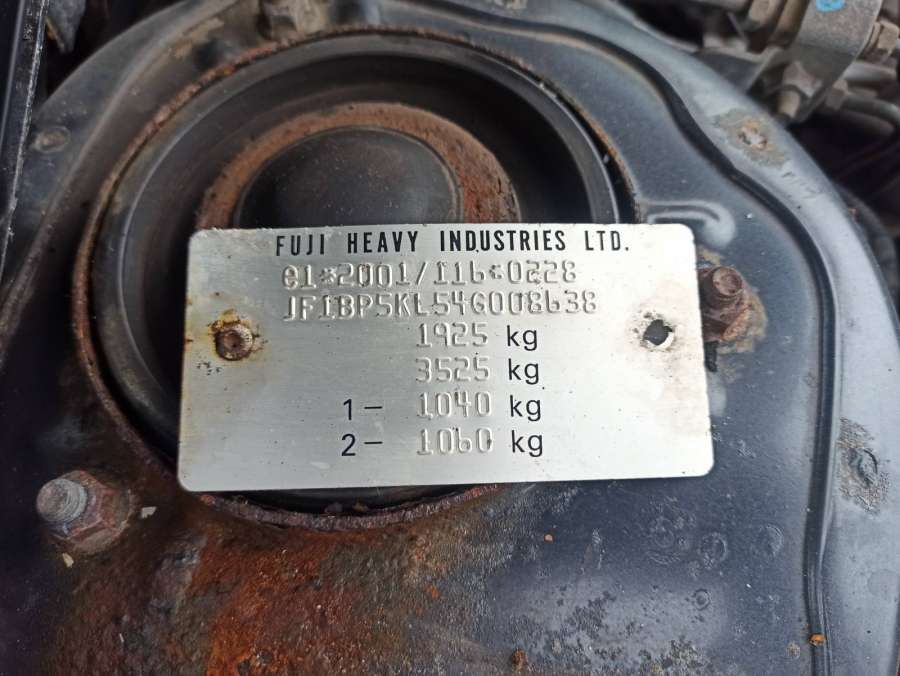 FUJI HEAVY INDUSTRIES LTD.
e1*2001/116*0228
JF1BP5KL54G008638
1925 kg
3525 kg
1- 1040 kg
2- 1060 kg